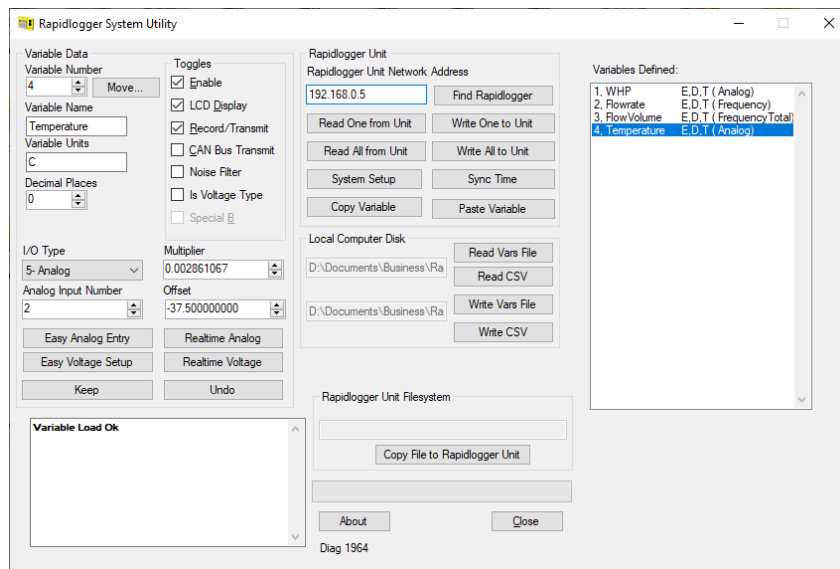 Rapidlogger System Utility
Variable Data
Variable Number
4
Move...
Variable Name
Temperature
Variable Units
C
Decimal Places
0
Toggles
Enable
LCD Display
Record/Transmit
CAN Bus Transmit
Noise Filter
Is Voltage Type
Special B
I/O Type
5- Analog
Multiplier
0.002861067
Analog Input Number
2
Offset
-37.500000000
Easy Analog Entry
Realtime Analog
Easy Voltage Setup
Realtime Voltage
Keep
Undo
Variable Load Ok
Rapidlogger Unit
Rapidlogger Unit Network Address
192.168.0.5
Find Rapidlogger
Read One from Unit
Write One to Unit
Read All from Unit
Write All to Unit
System Setup
Sync Time
Copy Variable
Paste Variable
Local Computer Disk
D:\Documents\Business\Ra
Read Vars File
Read CSV
D:\Documents\Business\Ra
Write Vars File
Write CSV
Rapidlogger Unit Filesystem
Copy File to Rapidlogger Unit
About
Close
Diag 1964
Variables Defined:
1, WHP E,D,T ( Analog)
2, Flowrate E,D,T ( Frequency)
3, FlowVolume E,D,T ( FrequencyTotal)
4, Temperature E,D,T ( Analog)